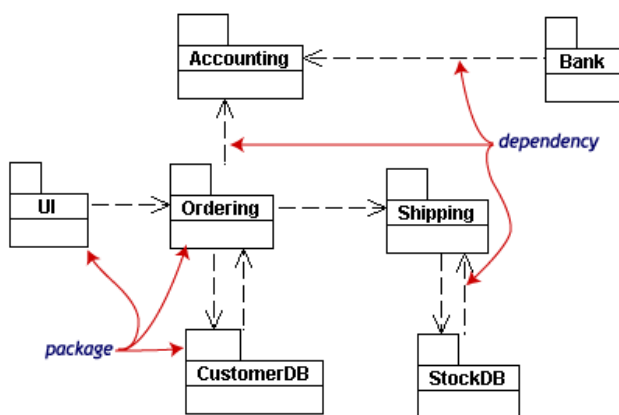 Accounting
Bank
dependency
UI
Ordering
Shipping
package
CustomerDB
StockDB